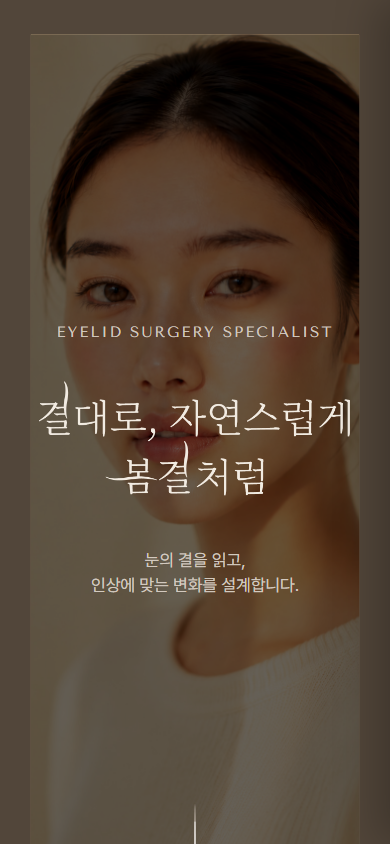 EYELID SURGERY SPECIALIST
결대로, 자연스럽게
봄결처럼
눈의 결을 읽고,
인상에 맞는 변화를 설계합니다.